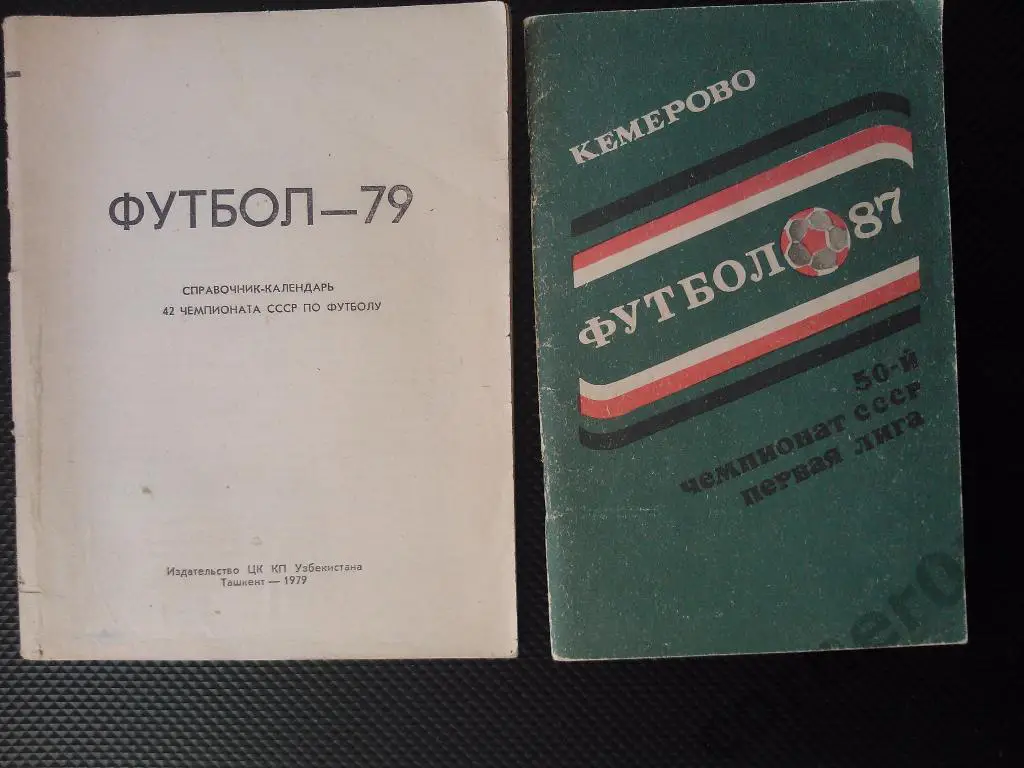 ФУТБОЛ—79
СПРАВОЧНИК-КАЛЕНДАРЬ
42 ЧЕМПИОНАТА СССР ПО ФУТБОЛУ
Издательство ЦК КП Узбекистана
Ташкент — 1979
КЕМЕРОВО
ФУТБОЛ 87
50-й
чемпионат СССР
первая лига